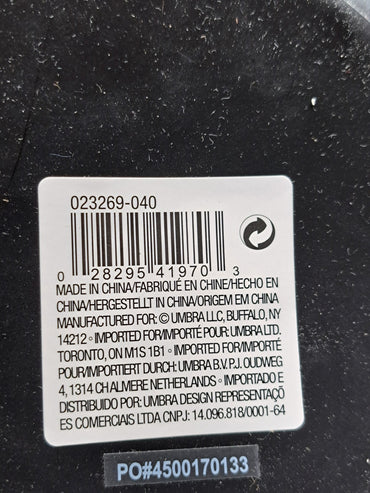 023269-040
0 28295 41970 3
MADE IN CHINA/FABRIQUÉ EN CHINE/HECHO EN
CHINA/HERGESTELLT IN CHINA/ORIGEM EM CHINA
MANUFACTURED FOR: © UMBRA LLC, BUFFALO, NY
14212 ◦ IMPORTED FOR/IMPORTÉ POUR: UMBRA LTD.
TORONTO, ON M1S 1B1 ◦ IMPORTED FOR/IMPORTÉ
POUR/IMPORTIERT DURCH: UMBRA B.V.P.J. OUDWEG
4, 1314 CH ALMERE NETHERLANDS ◦ IMPORTADO E
DISTRIBUIDO POR: UMBRA DESIGN REPRESENTAÇÕ
ES COMERCIAIS LTDA CNPJ: 14.096.818/0001-64
PO#4500170133